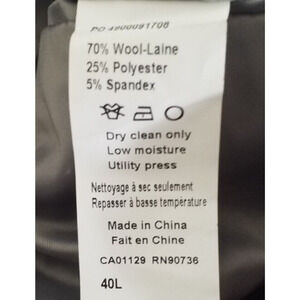 PO 4900091708
70% Wool-Laine
25% Polyester
5% Spandex
Dry clean only
Low moisture
Utility press
Nettoyage à sec seulement
Repasser à basse température
Made in China
Fait en Chine
CA01129 RN90736
40L